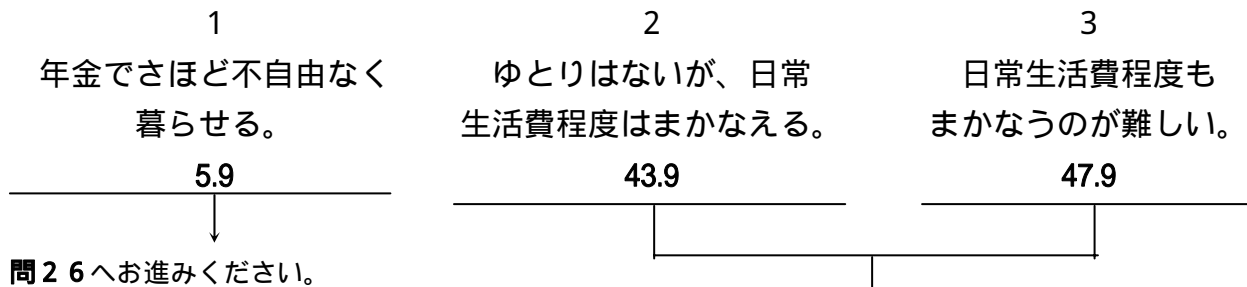 1
年金でさほど不自由なく
暮らせる。
5.9
2
ゆとりはないが、日常
生活費程度はまかなえる。
43.9
3
日常生活費程度も
まかなうのが難しい。
47.9
問２６へお進みください。